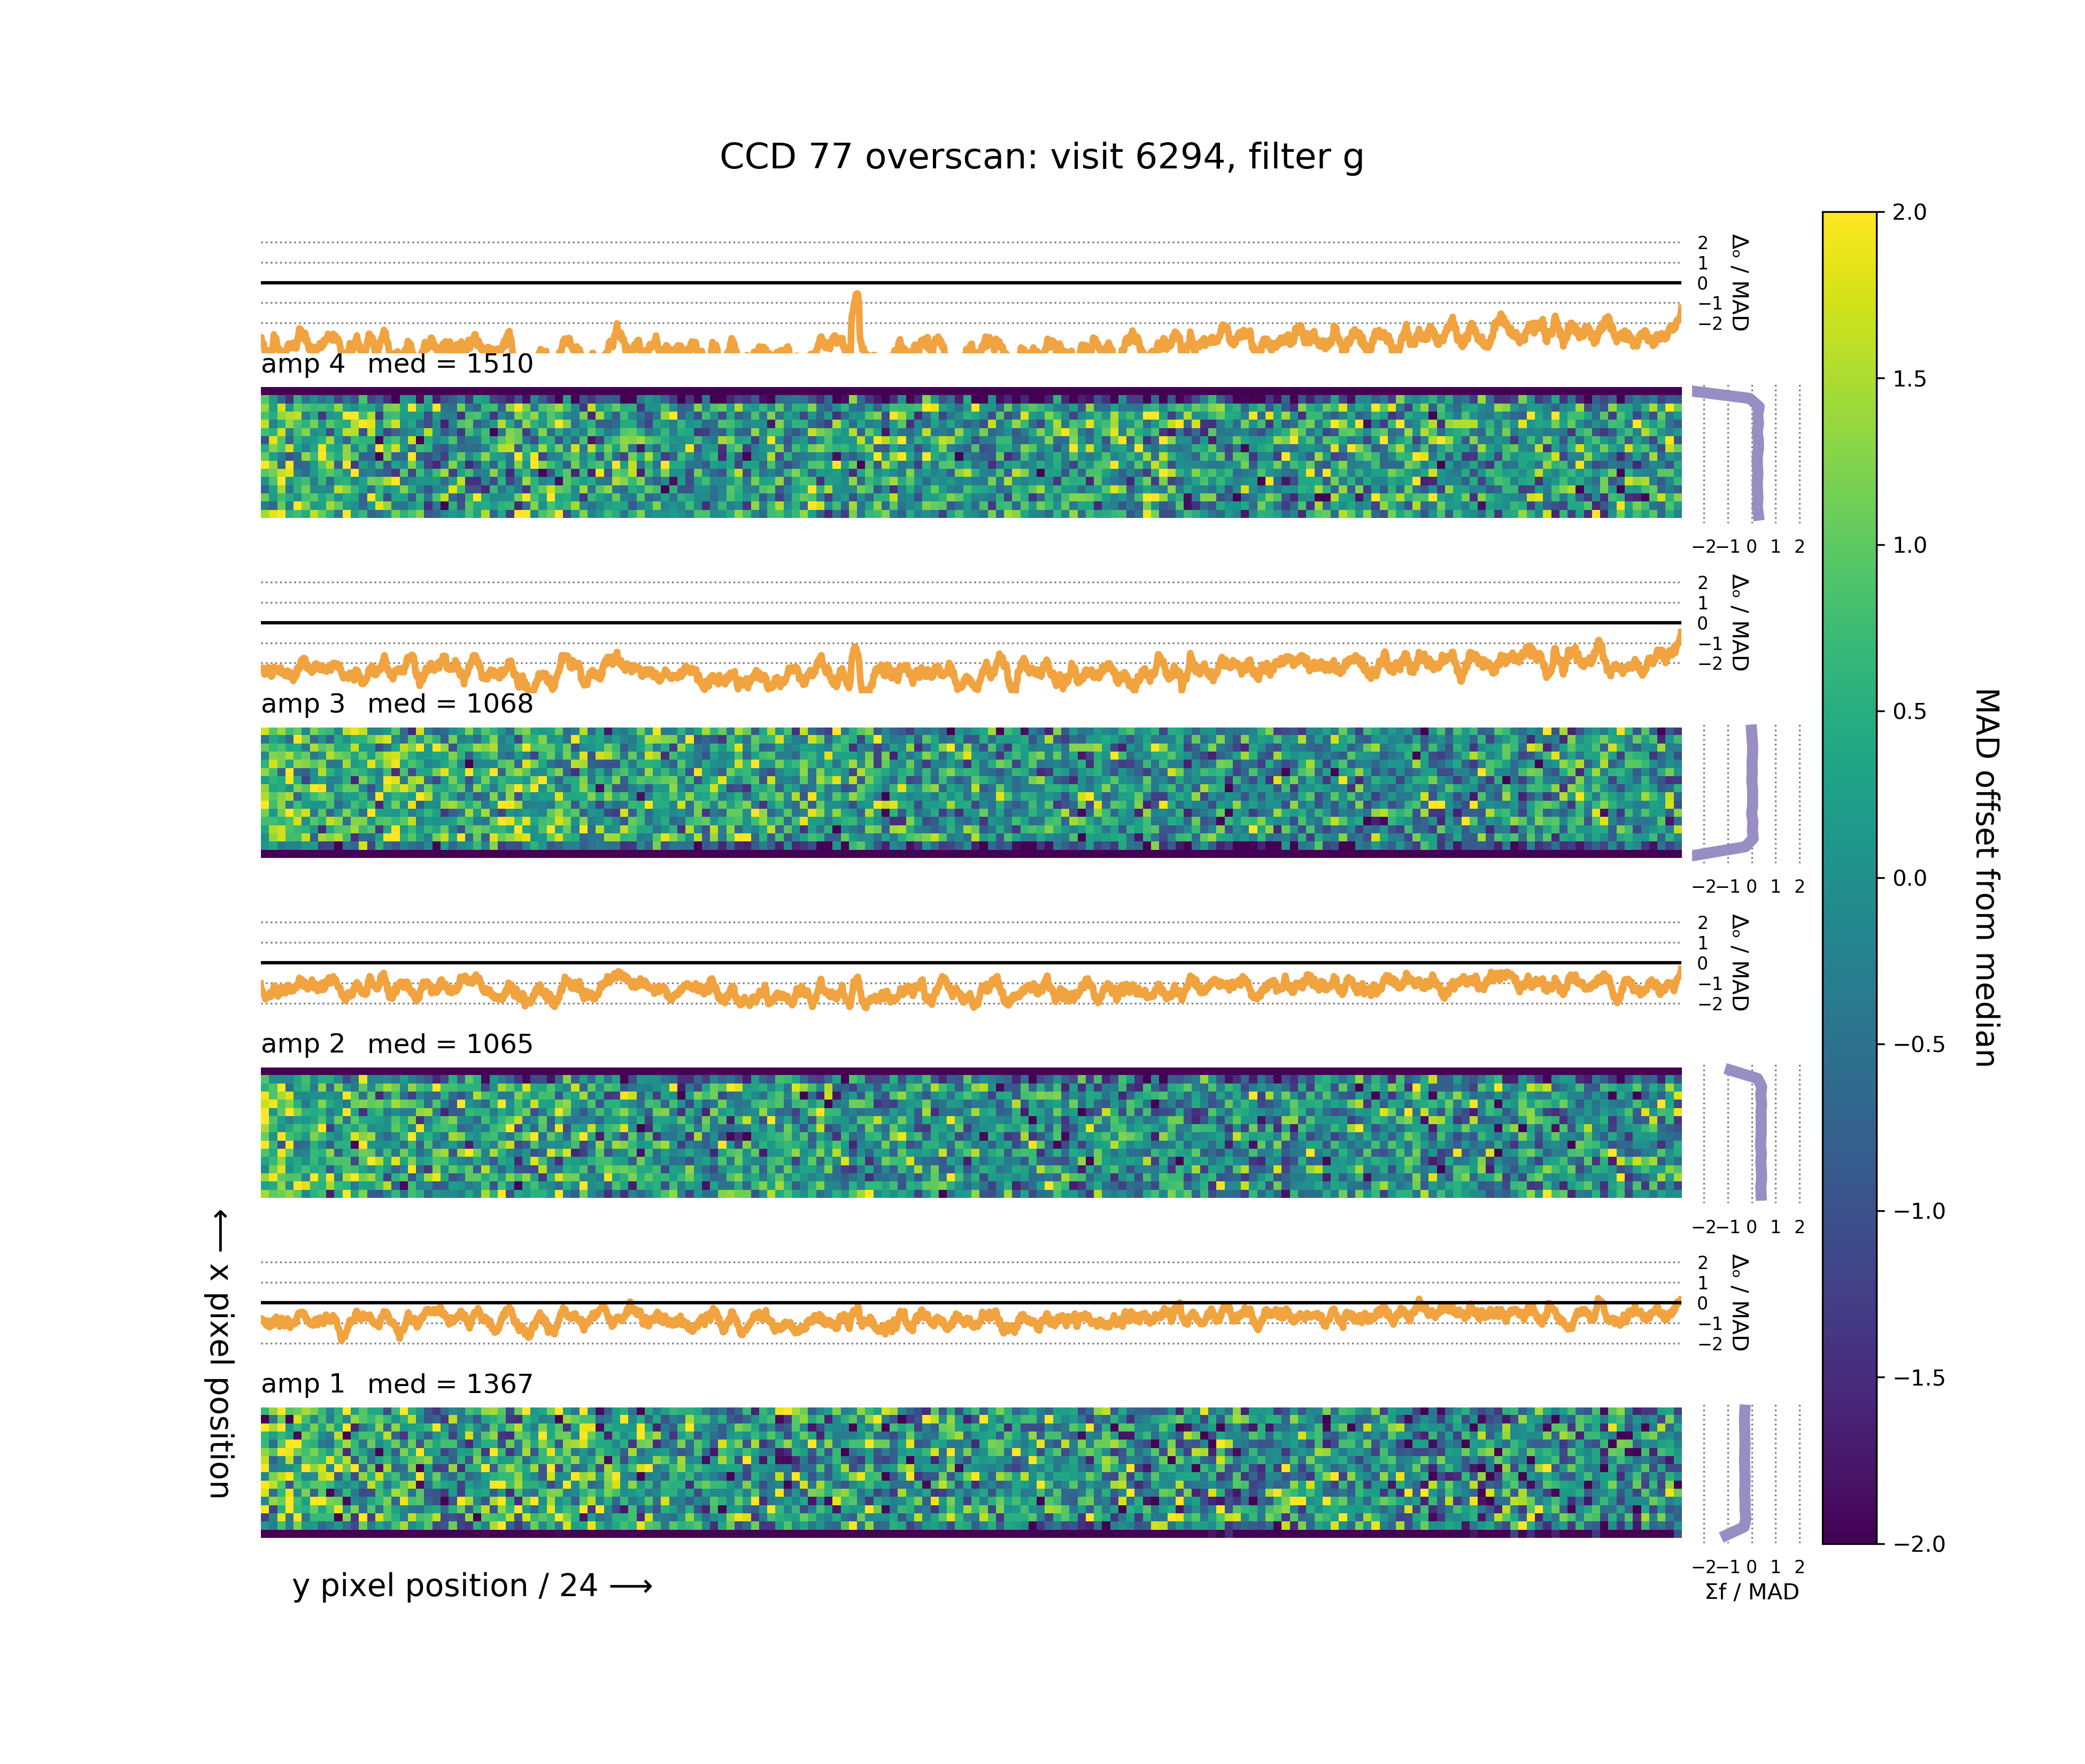 CCD 77 overscan: visit 6294, filter g
2
1
0
−1
−2
Δₒ / MAD
amp 4 med = 1510
−2 −1 0 1 2
2
1
0
−1
−2
Δₒ / MAD
amp 3 med = 1068
−2 −1 0 1 2
2
1
0
−1
−2
Δₒ / MAD
amp 2 med = 1065
−2 −1 0 1 2
2
1
0
−1
−2
Δₒ / MAD
amp 1 med = 1367
−2 −1 0 1 2
Σf / MAD
y pixel position / 24 ⟶
⟵ x pixel position
2.0
1.5
1.0
0.5
0.0
−0.5
−1.0
−1.5
−2.0
MAD offset from median